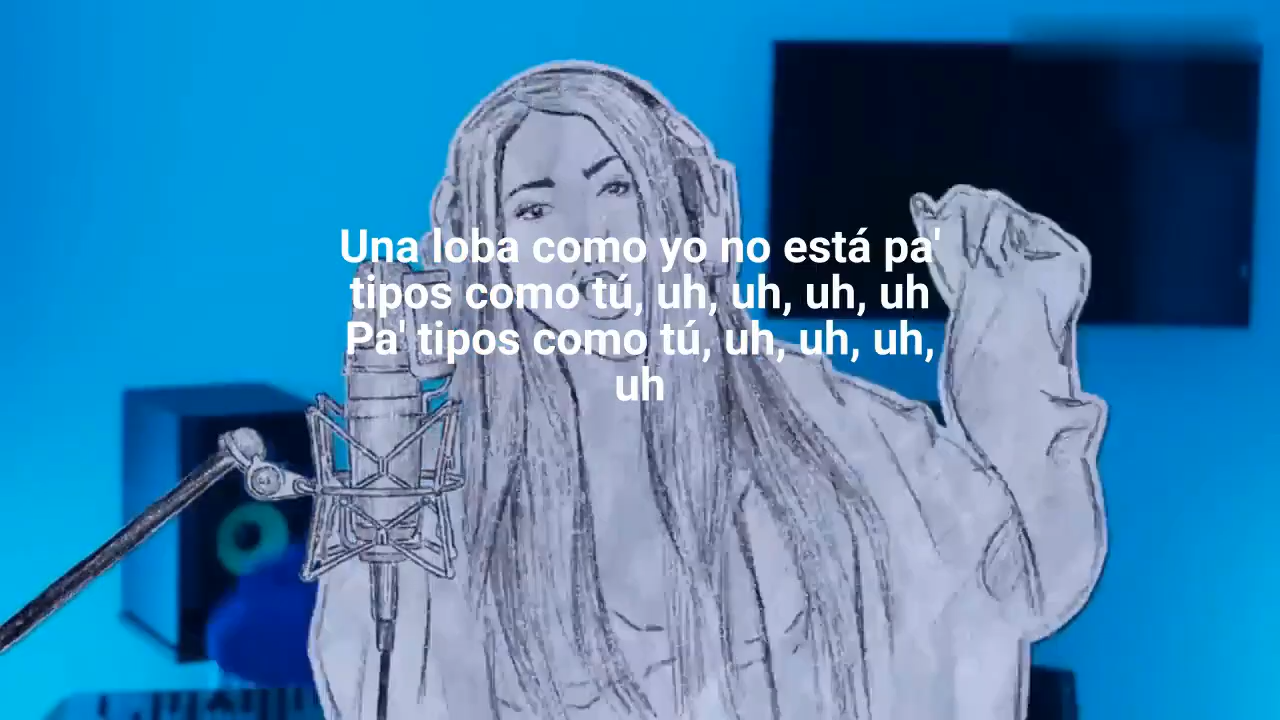 Una loba como yo no está pa'
tipos como tú, uh, uh, uh, uh
Pa' tipos como tú, uh, uh, uh,
uh